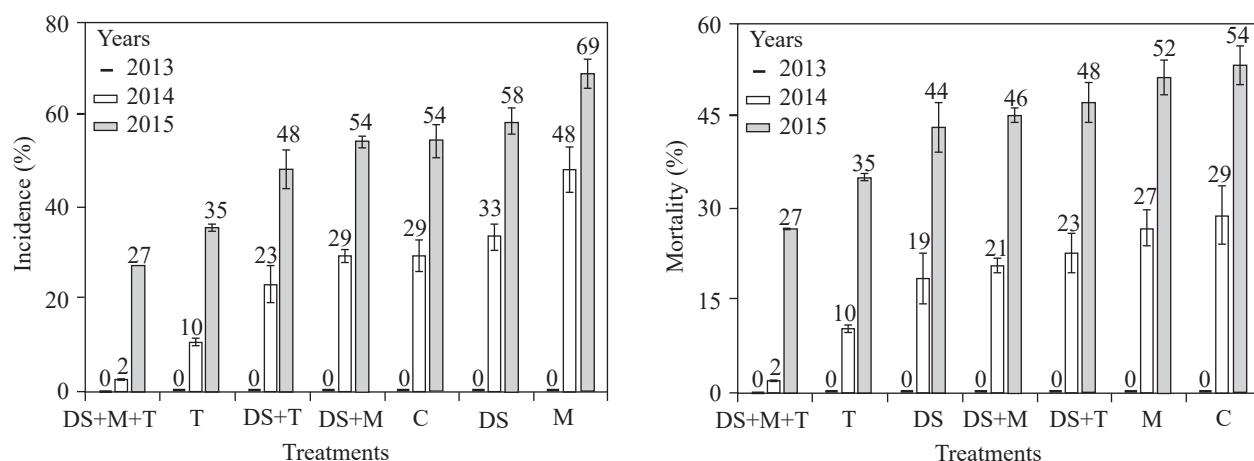 80
60
40
20
0
Incidence (%)
Years
2013
2014
2015
0 2 27
0 10 35
0 23 48
0 29 54
0 29 54
0 33 58
0 48 69
DS+M+T T DS+T DS+M C DS M
Treatments
60
45
30
15
0
Mortality (%)
Years
2013
2014
2015
0 2 27
0 10 35
0 19 44
0 21 46
0 23 48
0 27 52
0 29 54
DS+M+T T DS DS+M DS+T M C
Treatments